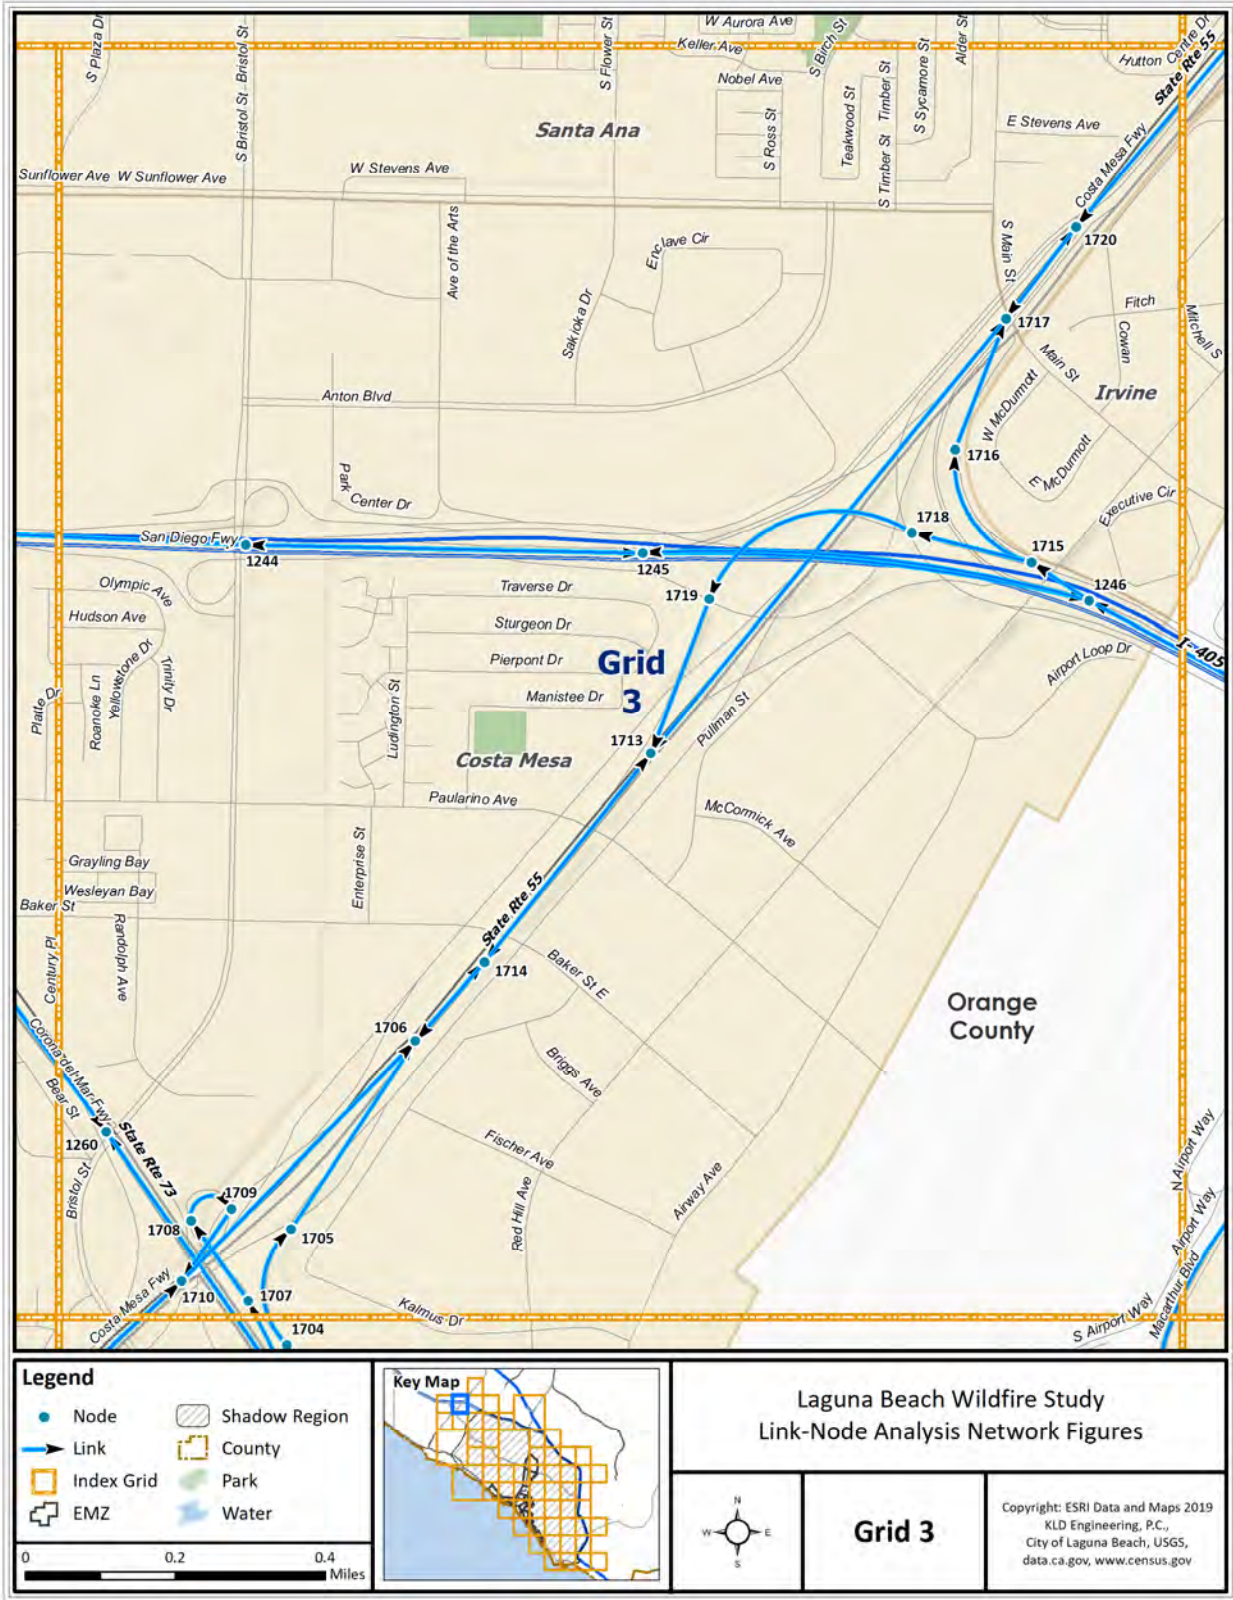 S Plaza Dr
S Bristol St
Bristol St
S Flower St
W Aurora Ave
Keller Ave
S Birch St
Alder St
Hutton Centre Dr
State Rte 55
Nobel Ave
S Ross St
Teakwood St
Timber St
S Timber St
S Sycamore St
E Stevens Ave
Costa Mesa Fwy
Santa Ana
Sunflower Ave
W Sunflower Ave
W Stevens Ave
Ave of the Arts
Enclave Cir
Sakioka Dr
S Main St
1720
1717
Fitch
Cowan
Mitchell S
Main St
W McDurmott
Irvine
Anton Blvd
Park
Center Dr
1716
E McDurmott
Executive Cir
San Diego Fwy
1244
1245
1718
1715
1246
I- 405
Olympic Ave
Hudson Ave
Yellowstone Dr
Trinity Dr
Roanoke Ln
Platte Dr
Traverse Dr
Sturgeon Dr
Pierpont Dr
Manistee Dr
Ludington St
1719
Grid
3
Airport Loop Dr
Pullman St
1713
Costa Mesa
Paularino Ave
McCormick Ave
Enterprise St
Grayling Bay
Wesleyan Bay
Baker St
Randolph Ave
Century Pl
State Rte 55
1714
Baker St E
Orange
County
1706
Corona del Mar Fwy
Bear St
Briggs Ave
1260
State Rte 73
Bristol St
Fischer Ave
Red Hill Ave
Airway Ave
N Airport Way
1709
1708
1705
Airport Way
Costa Mesa Fwy
1710
1707
1704
Kalmus Dr
S Airport Way
Macarthur Blvd
Legend
Node
Link
Index Grid
EMZ
Shadow Region
County
Park
Water
0 0.2 0.4
Miles
Key Map
Laguna Beach Wildfire Study
Link-Node Analysis Network Figures
N
W E
S
Grid 3
Copyright: ESRI Data and Maps 2019
KLD Engineering, P.C.,
City of Laguna Beach, USGS,
data.ca.gov, www.census.gov